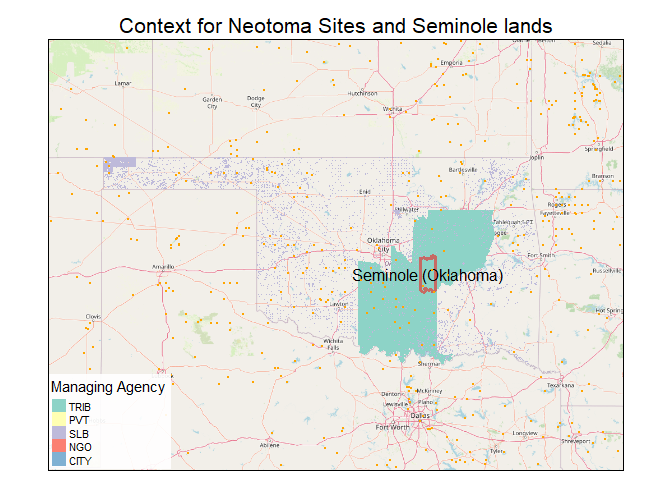 Context for Neotoma Sites and Seminole lands
Sedalia
Emporia
Lamar
Hutchinson
Garden
City
Dodge
City
Wichita
Springfield
Joplin
Branson
Bartlesville
Enid
Rogers
Fayetteville
Stillwater
Tahlequah
Oklahoma
City
Fort Smith
Amarillo
Russellville
Seminole (Oklahoma)
Lawton
Hot Spring
Clovis
Wichita
Falls
Sherman
Managing Agency
TRIB
PVT
SLB
NGO
CITY
Denton
McKinney
Lewisville
Plano
Dallas
Fort Worth
Texarkana
Longview
Shreveport
Abilene
Tyler